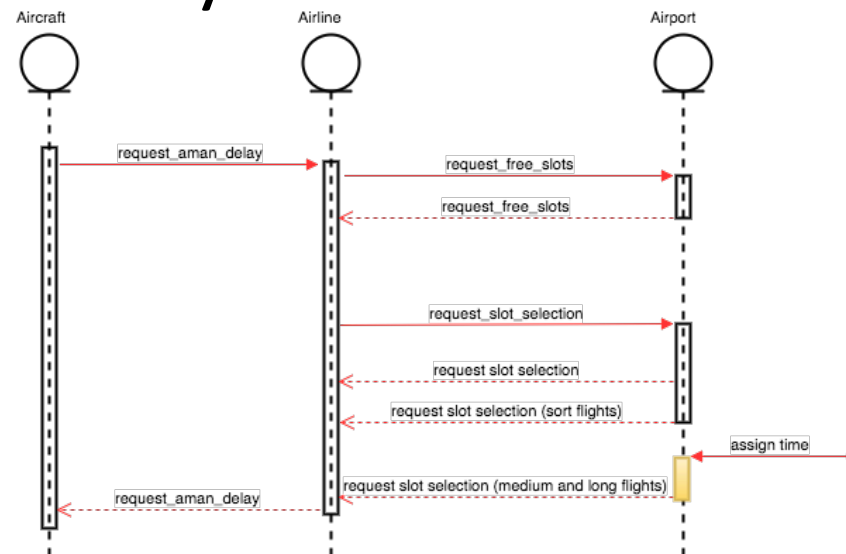 Aircraft
Airline
Airport
request_aman_delay
request_free_slots
request_free_slots
request_slot_selection
request slot selection
request slot selection (sort flights)
assign time
request slot selection (medium and long flights)
request_aman_delay